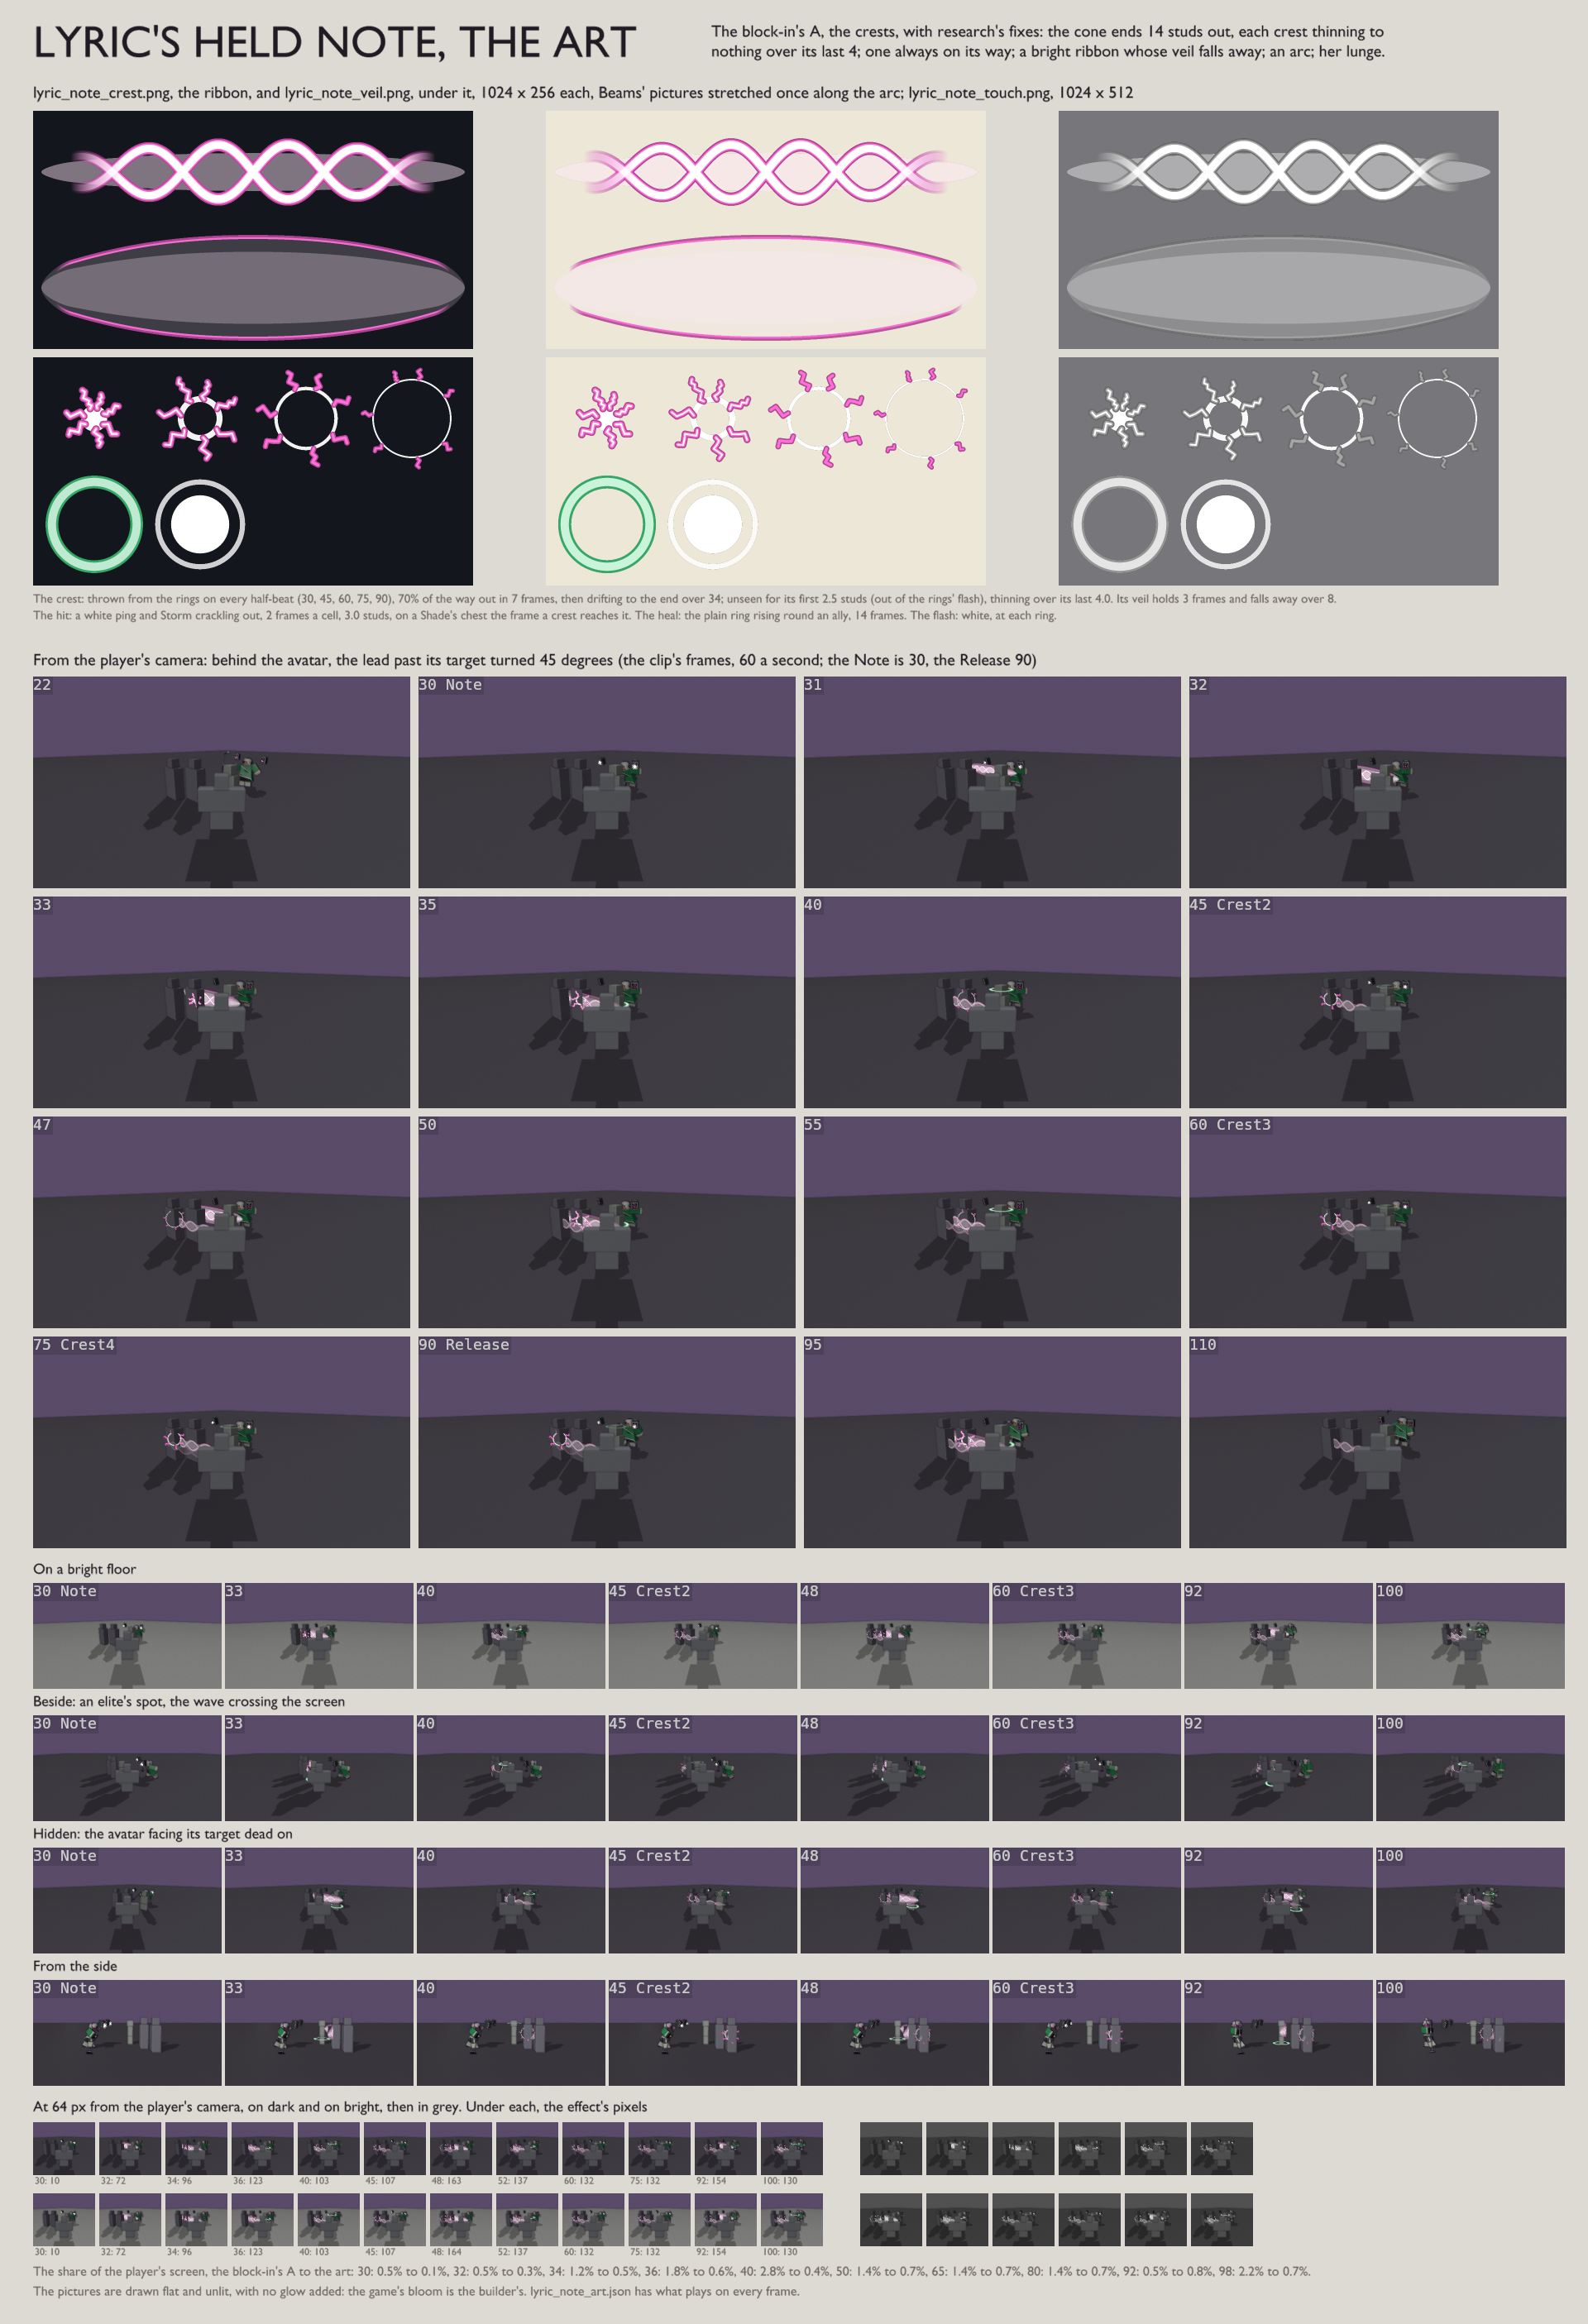 LYRIC'S HELD NOTE, THE ART
The block-in's A, the crests, with research's fixes: the cone ends 14 studs out, each crest thinning to
nothing over its last 4; one always on its way; a bright ribbon whose veil falls away; an arc; her lunge.
lyric_note_crest.png, the ribbon, and lyric_note_veil.png, under it, 1024 x 256 each, Beams' pictures stretched once along the arc; lyric_note_touch.png, 1024 x 512
The crest: thrown from the rings on every half-beat (30, 45, 60, 75, 90), 70% of the way out in 7 frames, then drifting to the end over 34; unseen for its first 2.5 studs (out of the rings' flash), thinning over its last 4.0. Its veil holds 3 frames and falls away over 8.
The hit: a white ping and Storm crackling out, 2 frames a cell, 3.0 studs, on a Shade's chest the frame a crest reaches it. The heal: the plain ring rising round an ally, 14 frames. The flash: white, at each ring.
From the player's camera: behind the avatar, the lead past its target turned 45 degrees (the clip's frames, 60 a second; the Note is 30, the Release 90)
22
30 Note
31
32
33
35
40
45 Crest2
47
50
55
60 Crest3
75 Crest4
90 Release
95
110
On a bright floor
30 Note
33
40
45 Crest2
48
60 Crest3
92
100
Beside: an elite's spot, the wave crossing the screen
30 Note
33
40
45 Crest2
48
60 Crest3
92
100
Hidden: the avatar facing its target dead on
30 Note
33
40
45 Crest2
48
60 Crest3
92
100
From the side
30 Note
33
40
45 Crest2
48
60 Crest3
92
100
At 64 px from the player's camera, on dark and on bright, then in grey. Under each, the effect's pixels
30: 10
32: 72
34: 96
36: 123
40: 103
45: 107
48: 163
52: 137
60: 132
75: 132
92: 154
100: 130
30: 10
32: 72
34: 96
36: 123
40: 103
45: 107
48: 164
52: 137
60: 132
75: 132
92: 154
100: 130
The share of the player's screen, the block-in's A to the art: 30: 0.5% to 0.1%, 32: 0.5% to 0.3%, 34: 1.2% to 0.5%, 36: 1.8% to 0.6%, 40: 2.8% to 0.4%, 50: 1.4% to 0.7%, 65: 1.4% to 0.7%, 80: 1.4% to 0.7%, 92: 0.5% to 0.8%, 98: 2.2% to 0.7%.
The pictures are drawn flat and unlit, with no glow added: the game's bloom is the builder's. lyric_note_art.json has what plays on every frame.